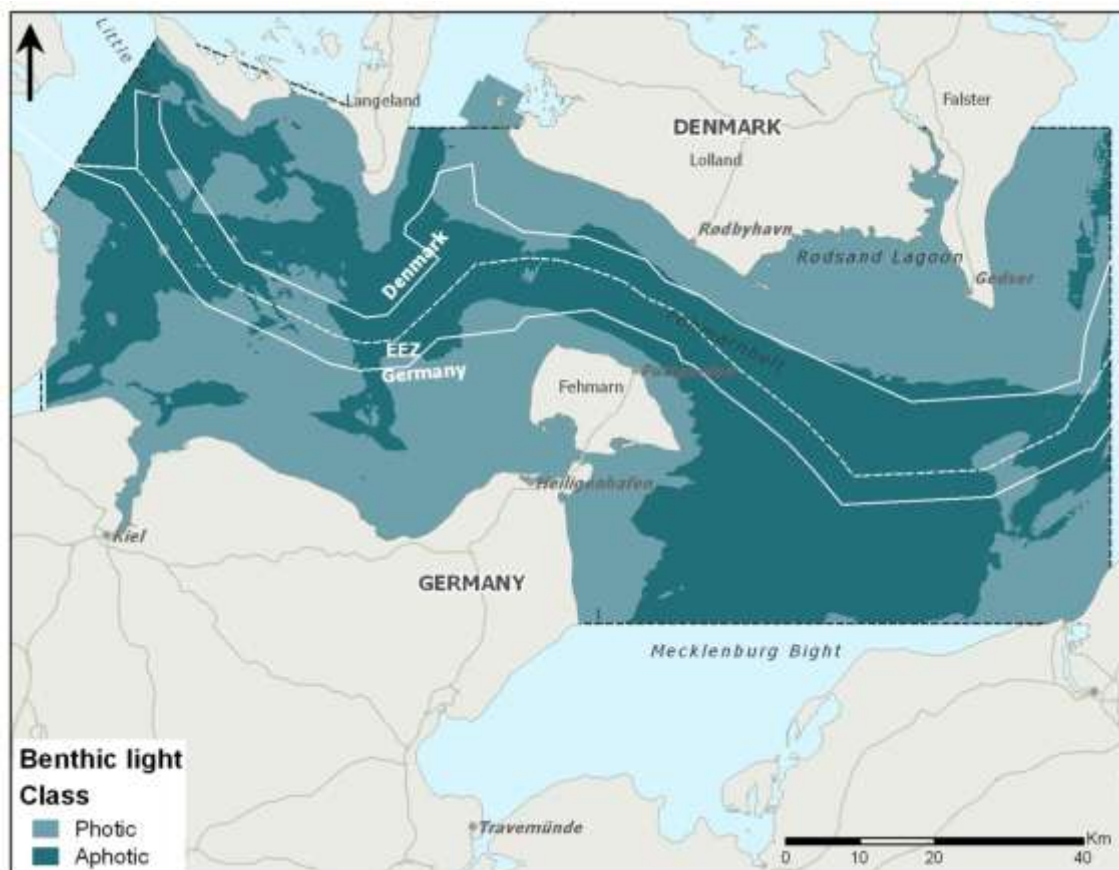 Little
Langeland
Falster
DENMARK
Lolland
Rødbyhavn
Rødsand Lagoon
Gedser
Denmark
EEZ
Germany
Fehmarn
Heiligenhafen
Kiel
GERMANY
Mecklenburg Bight
Travemünde
Benthic light
Class
Photic
Aphotic
Km
0 10 20 40